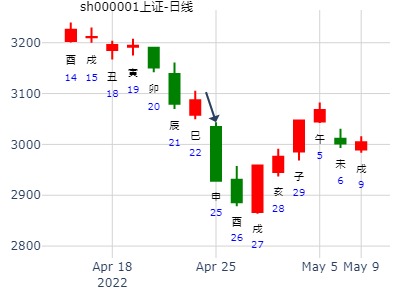 sh000001上证-日线
3200
3100
3000
2900
2800
酉
14
戌
15
丑
18
寅
19
卯
20
辰
21
巳
22
申
25
酉
26
戌
27
亥
28
子
29
午
5
未
6
戌
9
Apr 18
2022
Apr 25
May 5
May 9